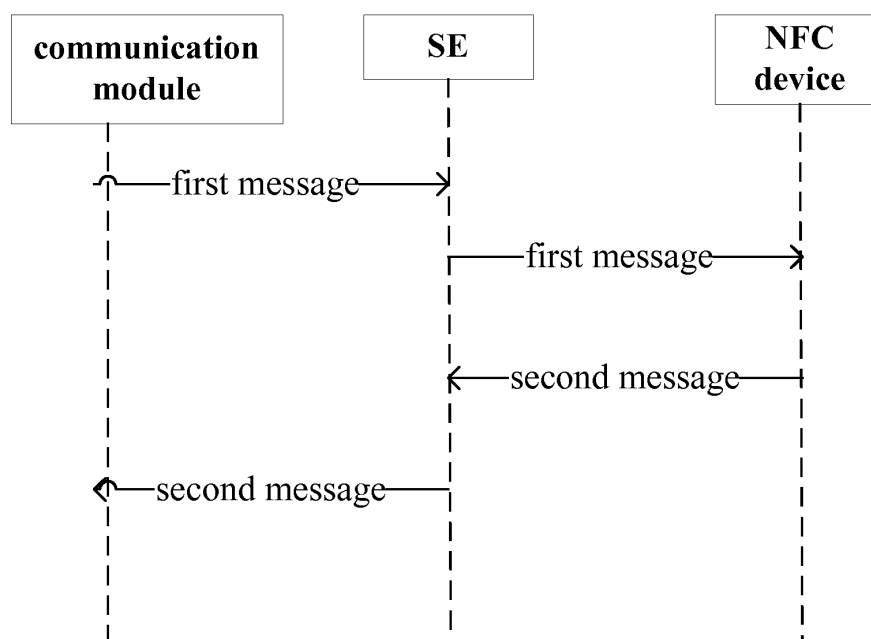 communication
module
SE
NFC
device
first message
first message
second message
second message